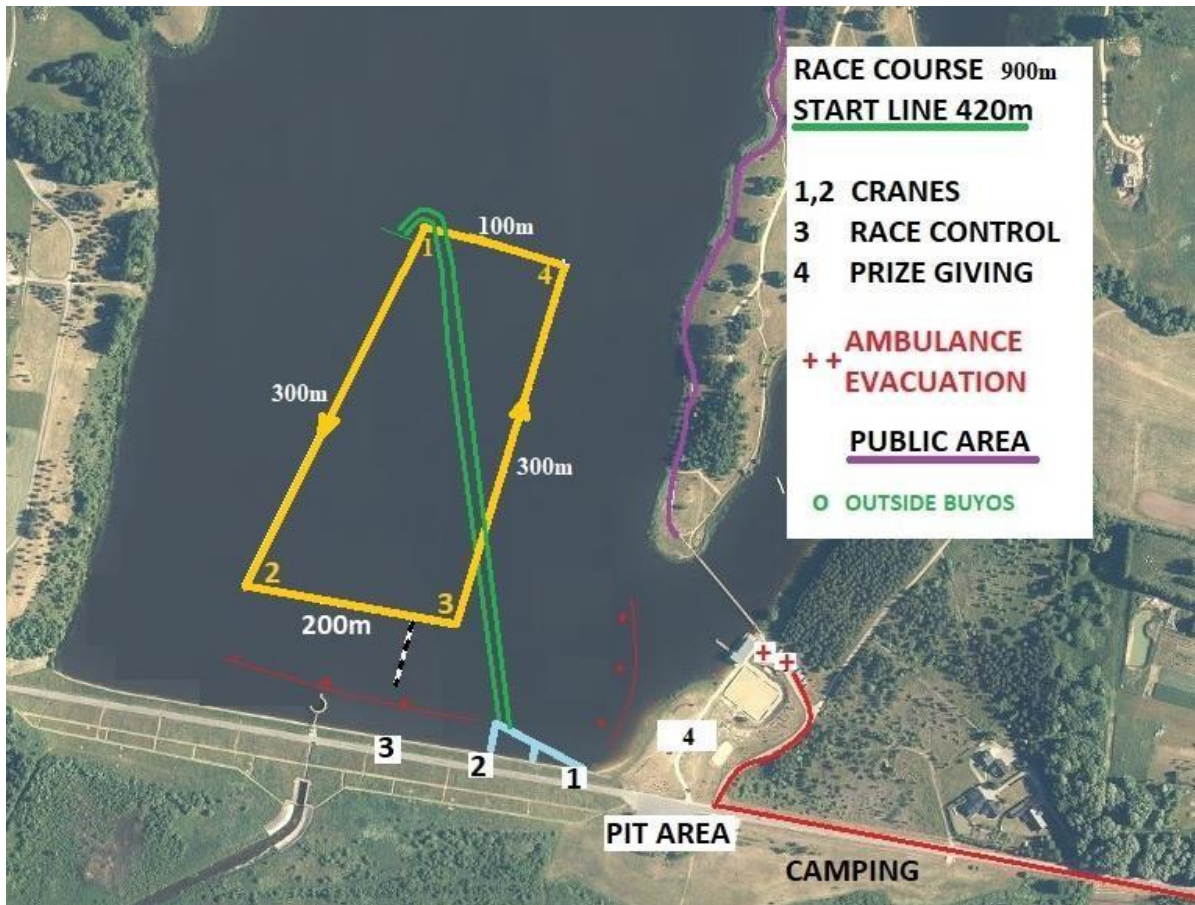 RACE COURSE 900m
START LINE 420m
1,2 CRANES
3 RACE CONTROL
4 PRIZE GIVING
+ + AMBULANCE
EVACUATION
PUBLIC AREA
O OUTSIDE BUYOS
100m
1
4
300m
300m
2
3
200m
+ +
4
3
2
1
PIT AREA
CAMPING